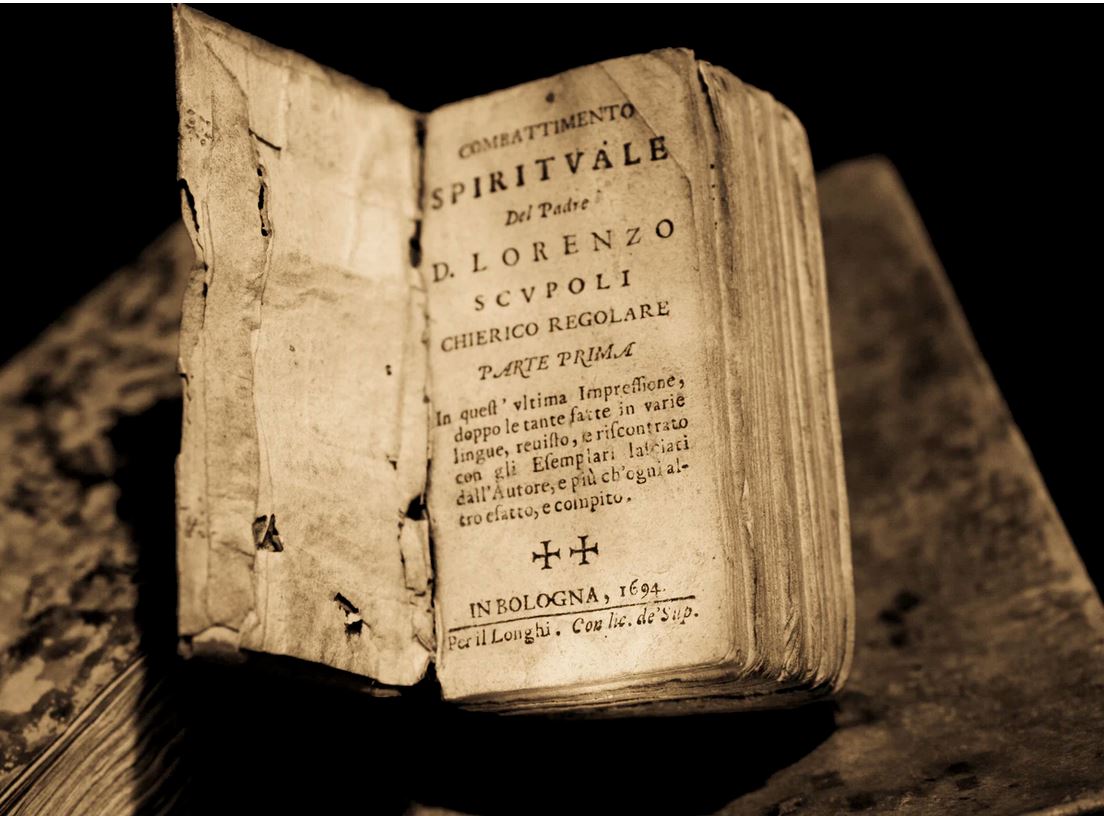 COMBATTIMENTO
SPIRITVALE
Del Padre
D. LORENZO
SCVPOLI
CHIERICO REGOLARE
PARTE PRIMA
In queſt' vltima Impreſſione,
doppo le tante fatte in varie
lingue, reuiſto, e riſcontrato
con gli Eſemplari laſciati
dall'Autore, e più ch'ogni al-
tro eſatto, e compito.
IN BOLOGNA, 1694.
Per il Longhi. Con lic. de' Sup.